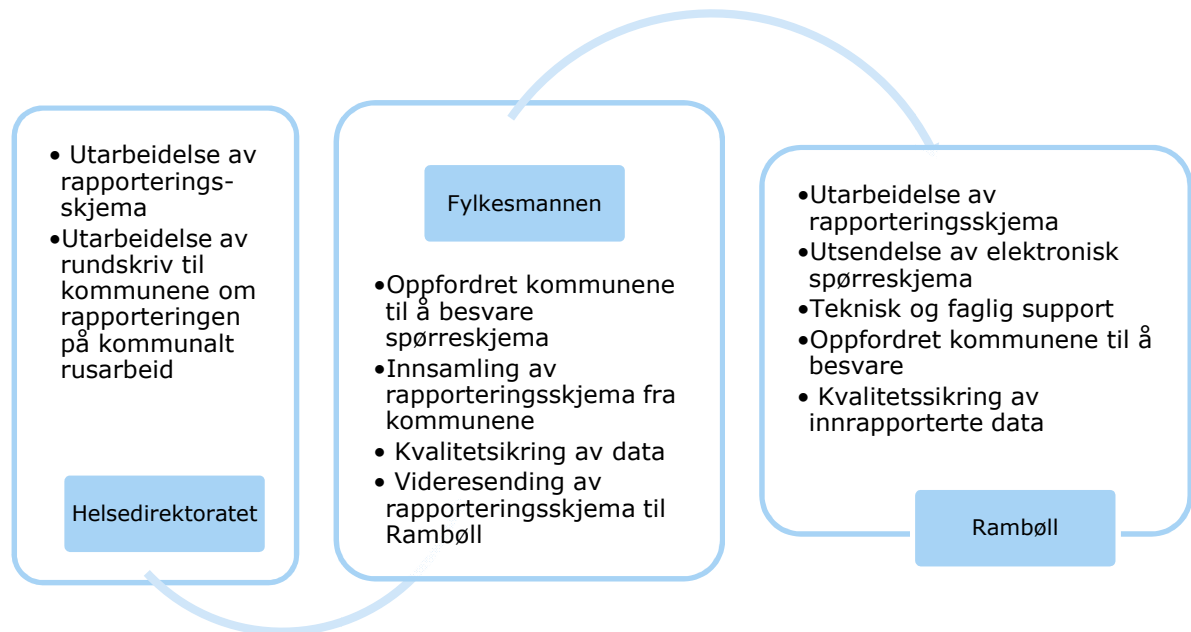 • Utarbeidelse av
rapporterings-
skjema
•Utarbeidelse av
rundskriv til
kommunene om
rapporteringen
på kommunalt
rusarbeid
Helsedirektoratet
Fylkesmannen
•Oppfordret kommunene
til å besvare
spørreskjema
•Innsamling av
rapporteringsskjema fra
kommunene
• Kvalitetsikring av data
• Videresending av
rapporteringsskjema til
Rambøll
•Utarbeidelse av
rapporteringsskjema
•Utsendelse av elektronisk
spørreskjema
•Teknisk og faglig support
•Oppfordret kommunene til å
besvare
• Kvalitetssikring av
innrapporterte data
Rambøll